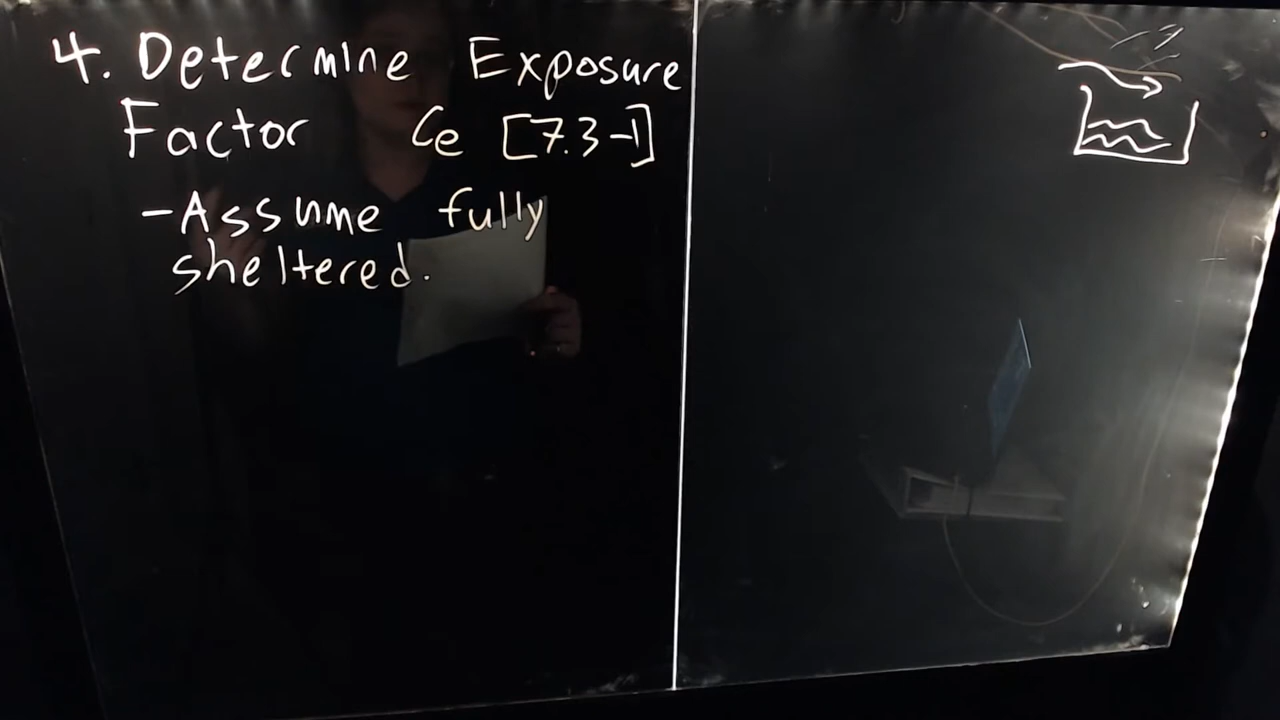 4. Determine Exposure
Factor Ce [7.3-1]
- Assume fully
sheltered.